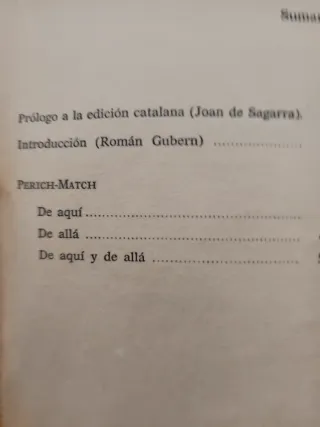 Prólogo a la edición catalana (Joan de Sagarra).
Introducción (Román Gubern) ..................
PERICH-MATCH
De aquí.............................................
De allá .............................................
De aquí y de allá ...............................